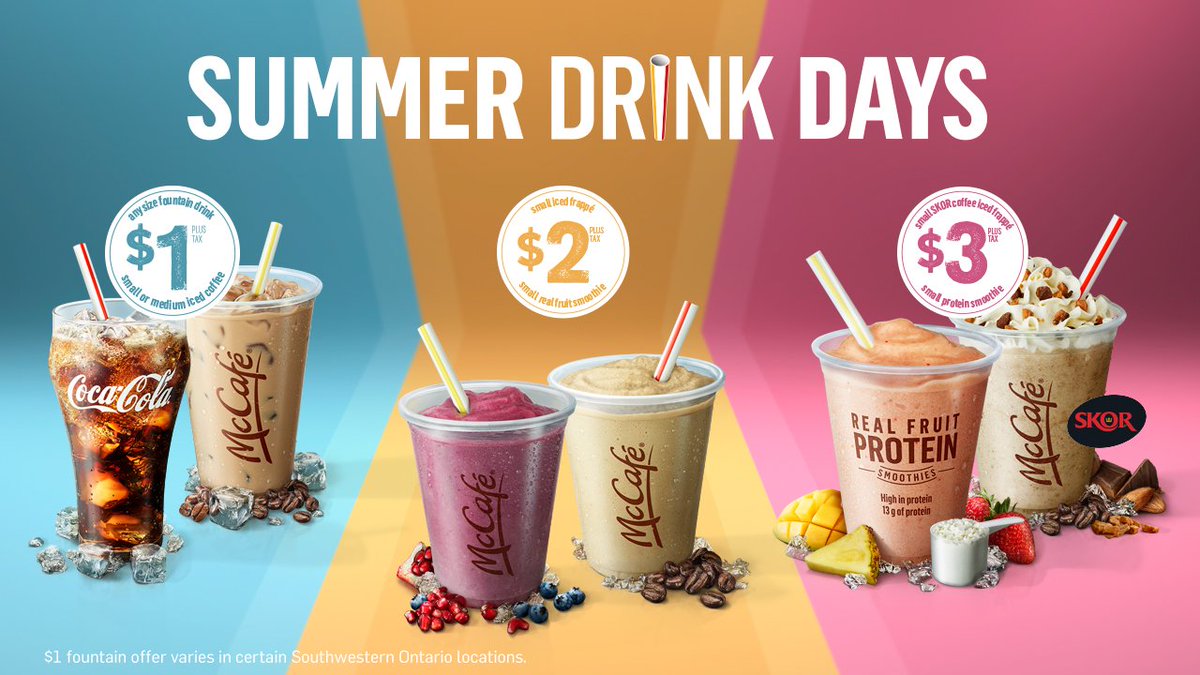 SUMMER DRINK DAYS
any size fountain drink
$1 PLUS TAX
small or medium iced coffee
small iced frappé
$2 PLUS TAX
small real fruit smoothie
small SKOR coffee iced frappé
$3 PLUS TAX
small protein smoothie
Coca-Cola
McCafé®
McCafé®
McCafé®
REAL FRUIT
PROTEIN
SMOOTHIES
High in protein
13 g of protein
McCafé®
SKOR
$1 fountain offer varies in certain Southwestern Ontario locations.